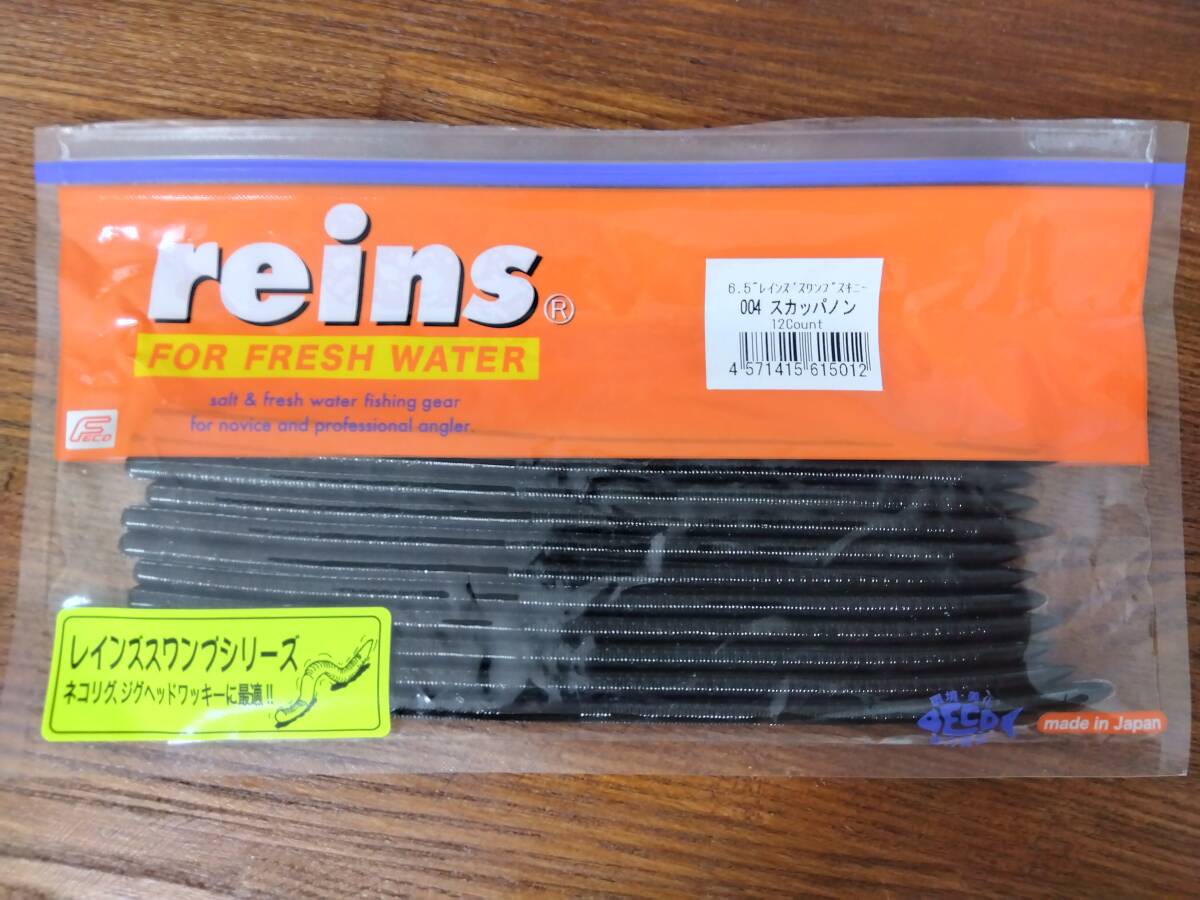 reins®
FOR FRESH WATER
salt & fresh water fishing gear
for novice and professional angler.
FECO
6.5"レインズスワンプスキニー
004 スカッパノン
12Count
4 571415 615012
レインズスワンプシリーズ
ネコリグ、ジグヘッドワッキーに最適!!
ECO
made in Japan